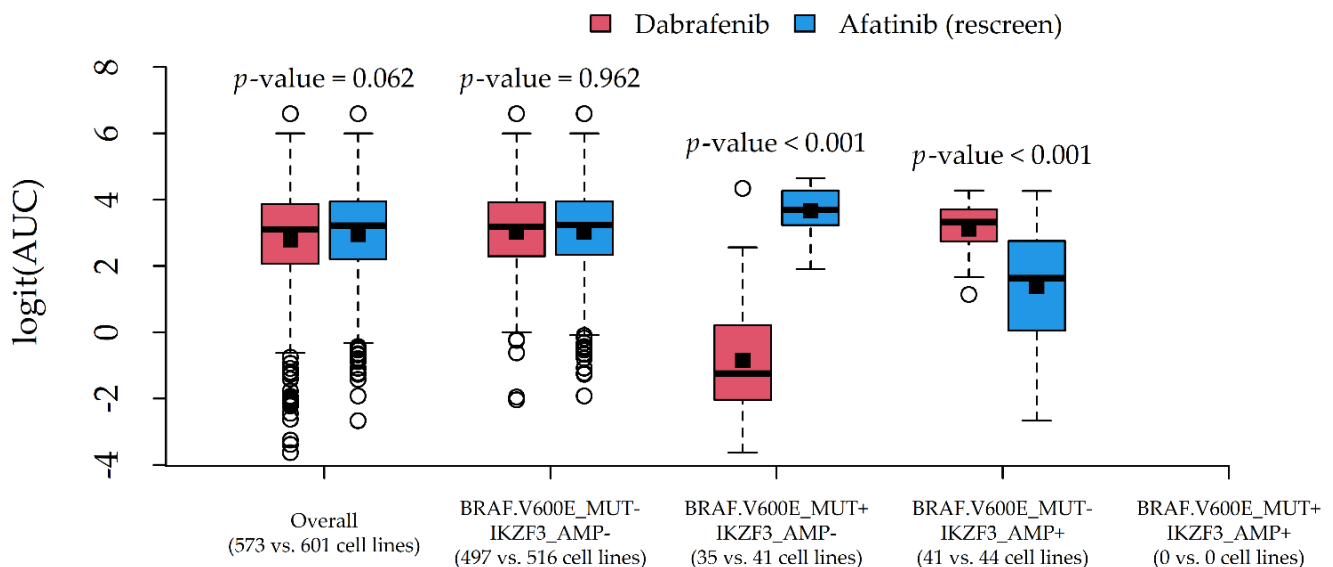 Dabrafenib Afatinib (rescreen)
p-value = 0.062 p-value = 0.962
p-value < 0.001 p-value < 0.001
logit(AUC)
8
6
4
2
0
-2
-4
Overall
(573 vs. 601 cell lines)
BRAF.V600E_MUT-
IKZF3_AMP-
(497 vs. 516 cell lines)
BRAF.V600E_MUT+
IKZF3_AMP-
(35 vs. 41 cell lines)
BRAF.V600E_MUT-
IKZF3_AMP+
(41 vs. 44 cell lines)
BRAF.V600E_MUT+
IKZF3_AMP+
(0 vs. 0 cell lines)